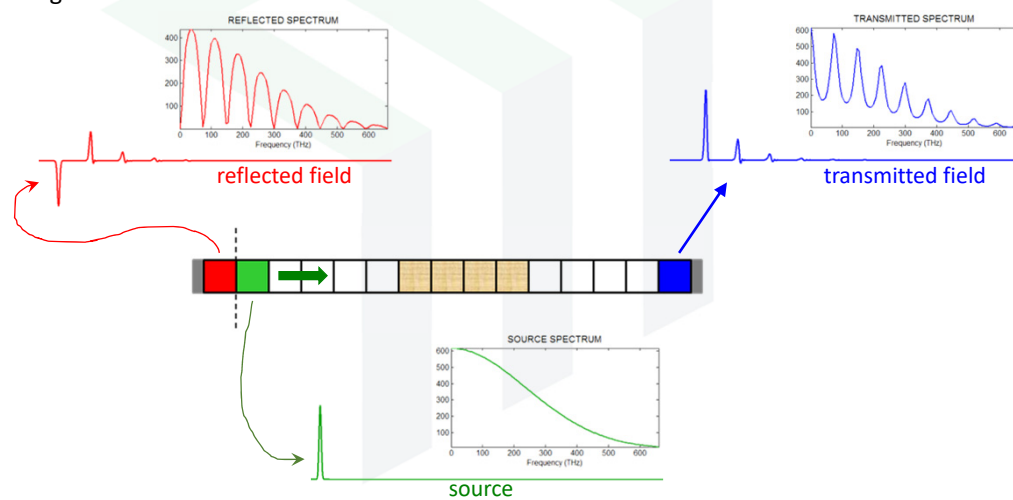 REFLECTED SPECTRUM
400
300
200
100
0 100 200 300 400 500 600
Frequency (THz)
reflected field
TRANSMITTED SPECTRUM
600
500
400
300
200
100
0 100 200 300 400 500 600
Frequency (THz)
transmitted field
SOURCE SPECTRUM
600
500
400
300
200
100
0 100 200 300 400 500 600
Frequency (THz)
source